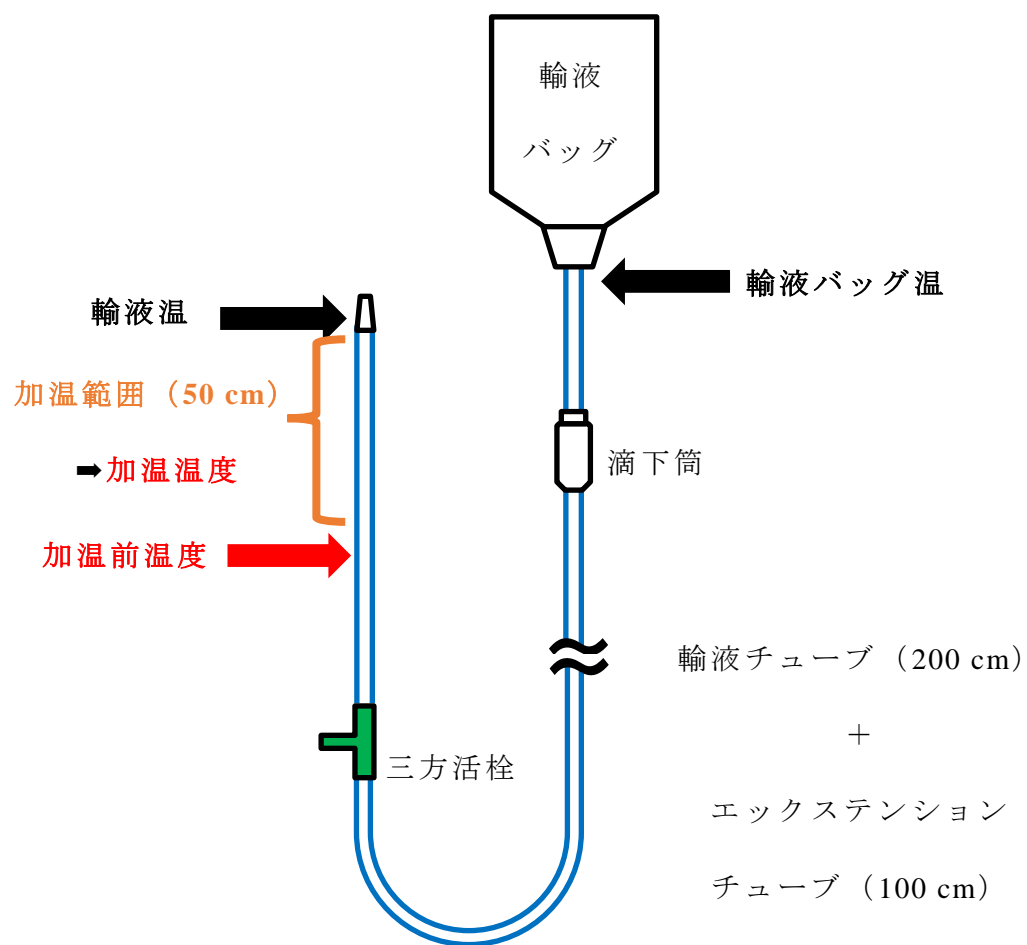 輸液
バッグ
輸液バッグ温
輸液温
加温範囲（50 cm）
➡加温温度
滴下筒
加温前温度
輸液チューブ（200 cm）
＋
三方活栓
エックステンション
チューブ（100 cm）